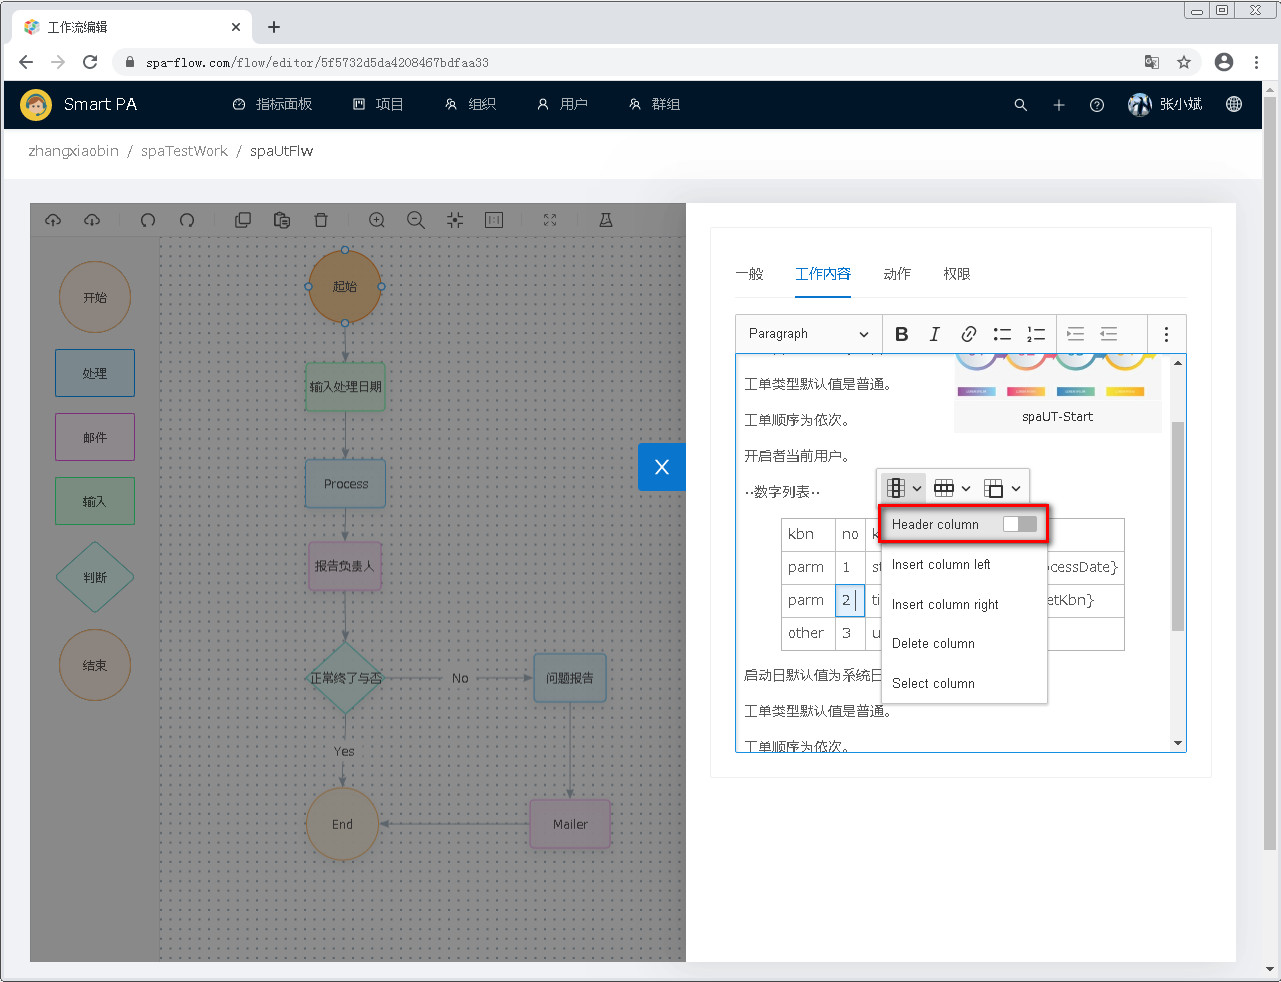 工作流编辑
spa-flow.com/flow/editor/5f5732d5da4208467bdfaa33
Smart PA
指标面板
项目
组织
用户
群组
张小斌
zhangxiaobin / spaTestWork / spaUtFlw
开始
处理
邮件
输入
判断
结束
起始
输入处理日期
Process
报告负责人
正常终了与否
No
问题报告
Yes
End
Mailer
X
一般
工作内容
动作
权限
Paragraph
工单类型默认值是普通。
工单顺序为依次。
spaUT-Start
开启者当前用户。
··数字列表··
kbn no
parm 1 ocessDate}
parm 2 etKbn}
other 3
Header column
Insert column left
Insert column right
Delete column
Select column
启动日默认值为系统日
工单类型默认值是普通。
工单顺序为依次。